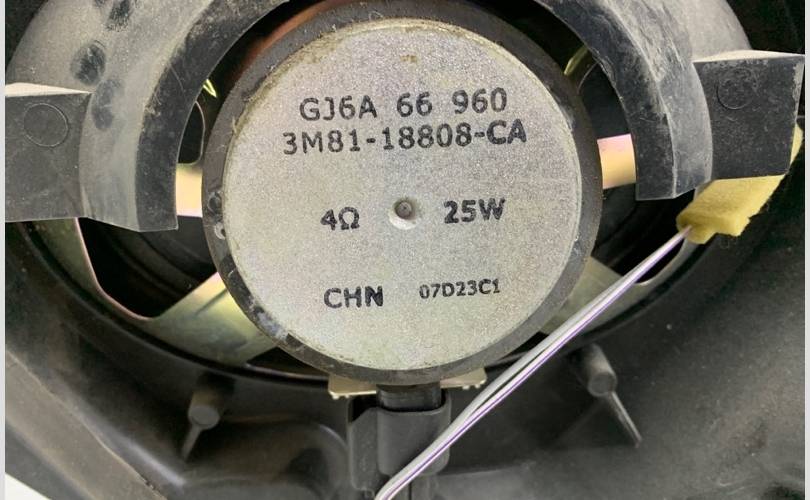 GJ6A 66 960
3M81-18808-CA
4Ω 25W
CHN 07D23C1